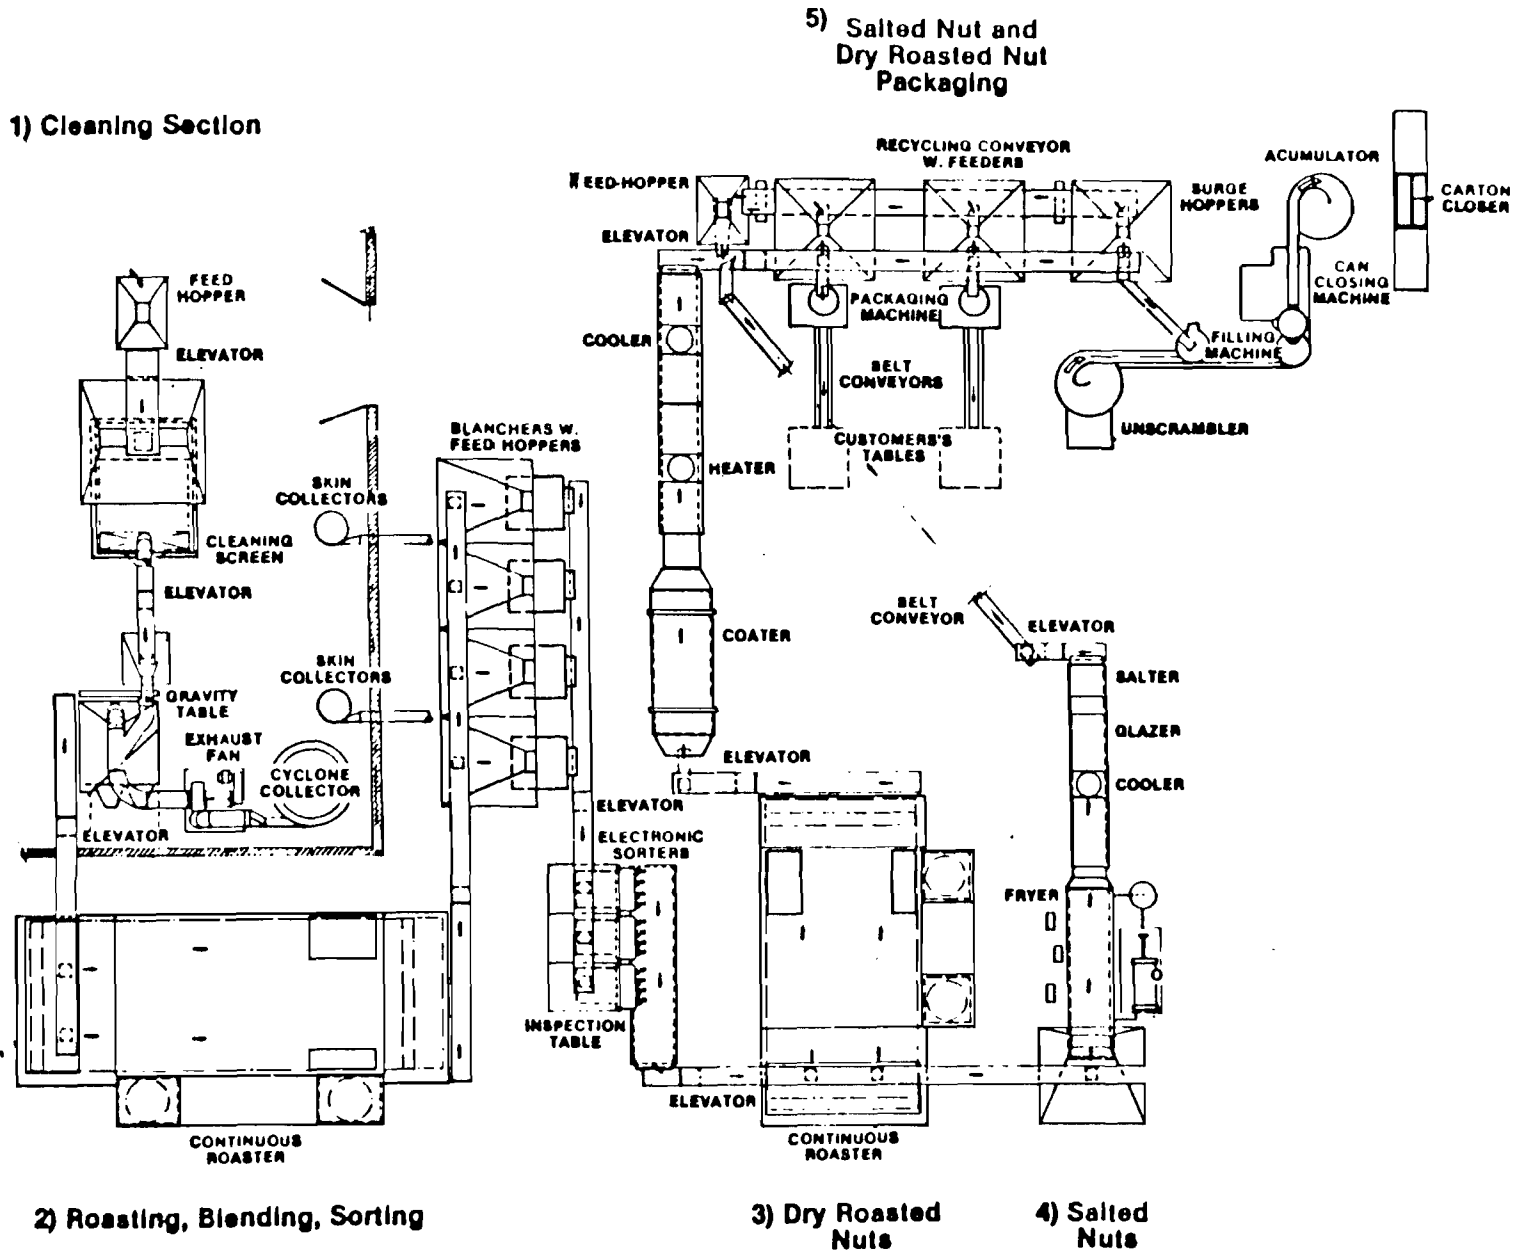 5)
Salted Nut and
Dry Roasted Nut
Packaging
1) Cleaning Section
RECYCLING CONVEYOR
W. FEEDERS
ACUMULATOR
FEED-HOPPER
SURGE
HOPPERS
CARTON
CLOSER
ELEVATOR
FEED
HOPPER
CAN
CLOSING
MACHINE
PACKAGING
MACHINE
COOLER
FILLING
MACHINE
ELEVATOR
BELT
CONVEYORS
BLANCHERS W.
FEED HOPPERS
UNSCRAMBLER
CUSTOMERS'S
TABLES
HEATER
SKIN
COLLECTORS
CLEANING
SCREEN
ELEVATOR
BELT
CONVEYOR
ELEVATOR
COATER
SKIN
COLLECTORS
SALTER
GRAVITY
TABLE
GLAZER
EXHAUST
FAN
ELEVATOR
CYCLONE
COLLECTOR
COOLER
ELEVATOR
ELEVATOR
ELECTRONIC
SORTERS
FRYER
INSPECTION
TABLE
ELEVATOR
CONTINUOUS
ROASTER
CONTINUOUS
ROASTER
2) Roasting, Blending, Sorting
3) Dry Roasted
Nuts
4) Salted
Nuts